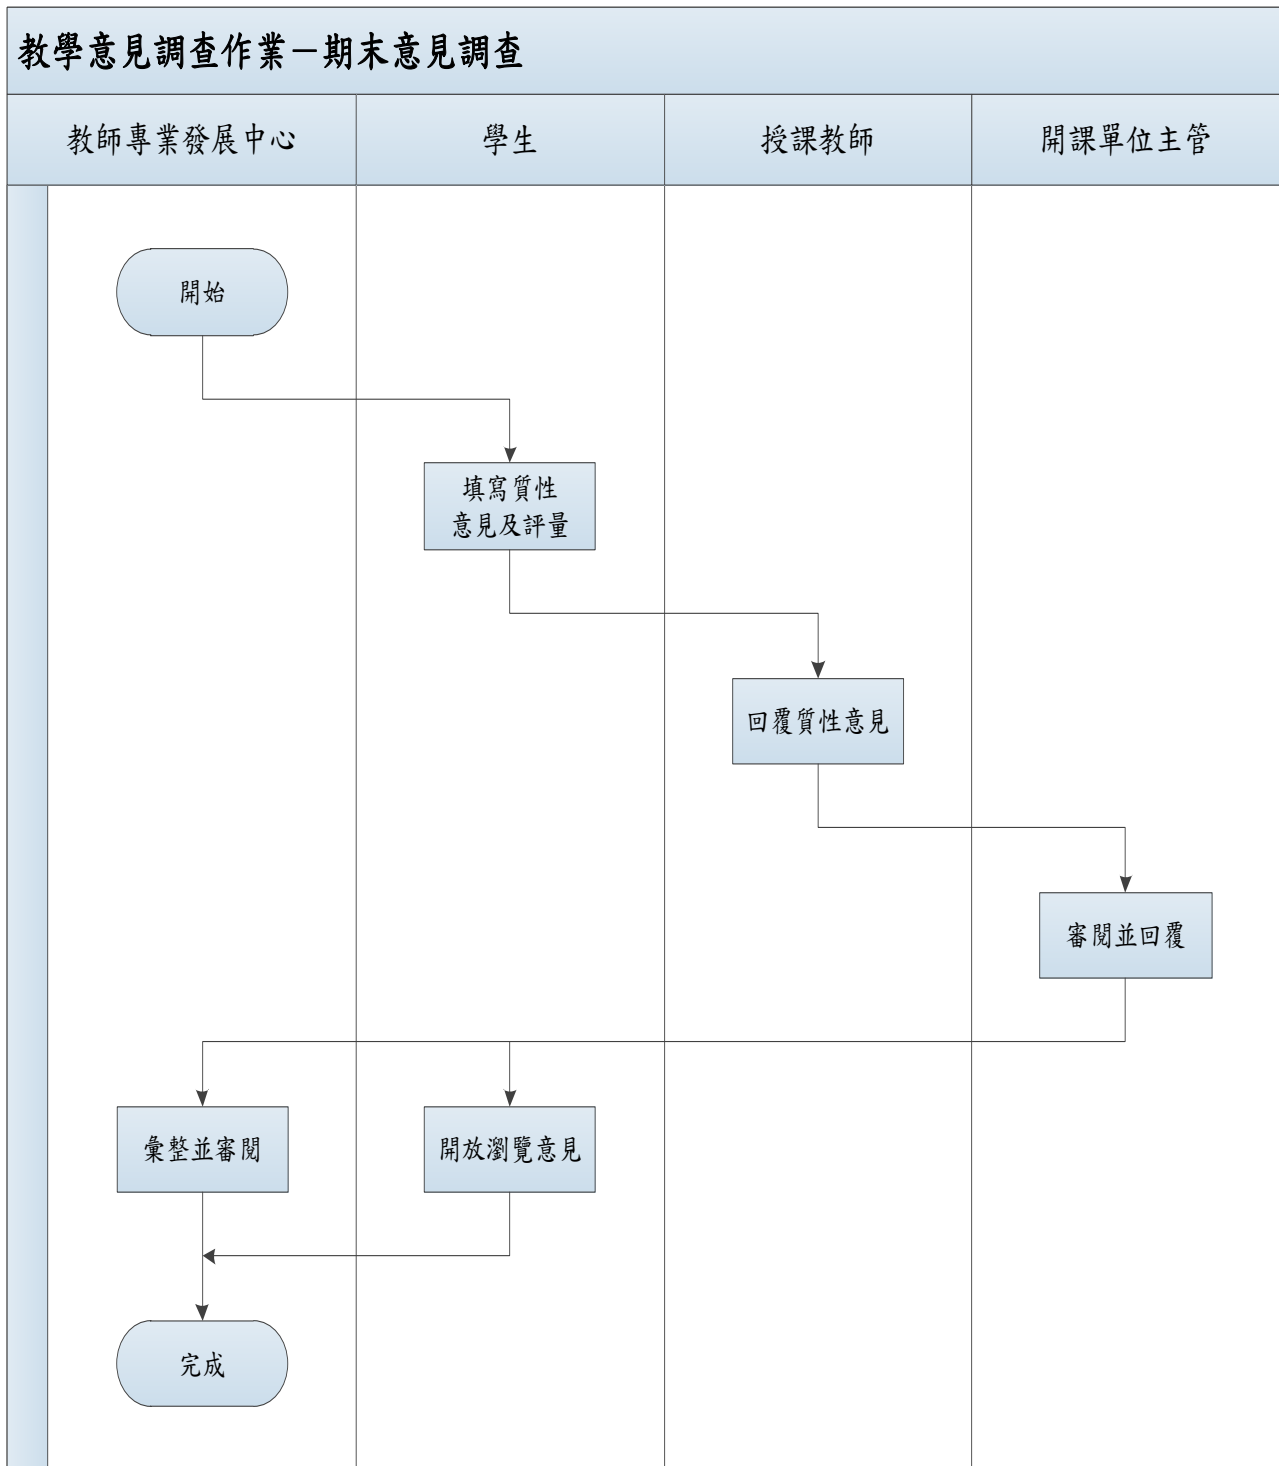 教學意見調查作業－期末意見調查
教師專業發展中心
學生
授課教師
開課單位主管
開始
填寫質性
意見及評量
回覆質性意見
審閱並回覆
彙整並審閱
開放瀏覽意見
完成